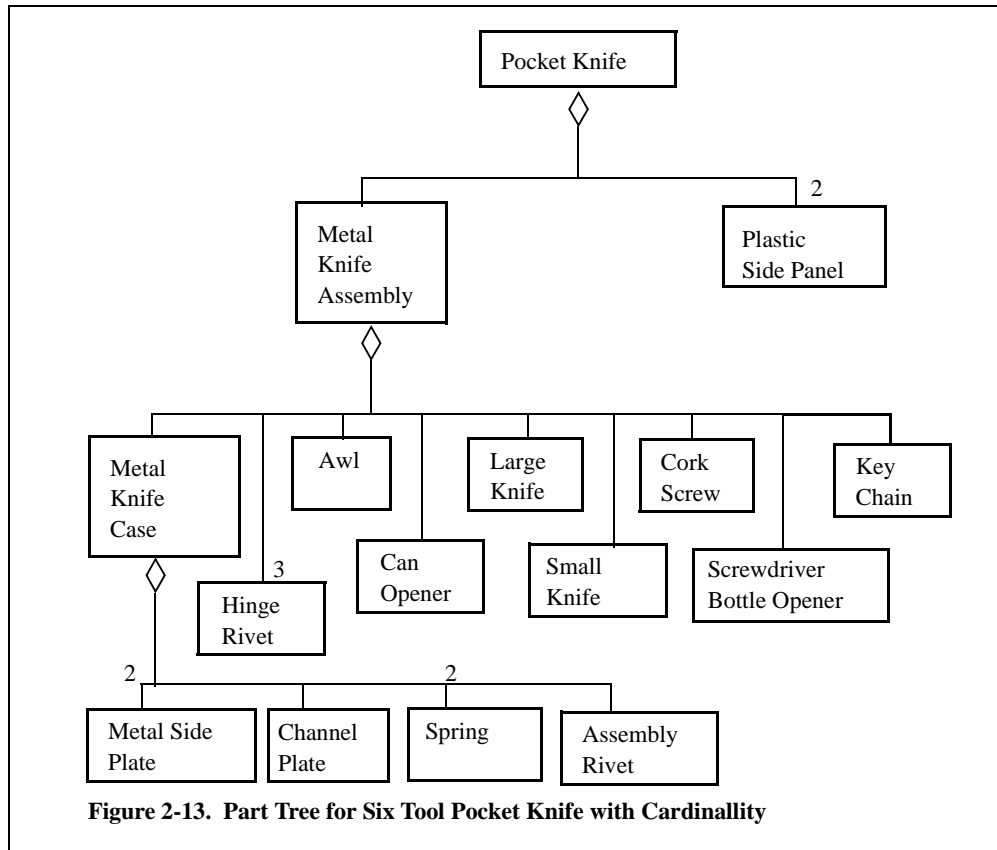 Pocket Knife
2
Metal
Knife
Assembly
Plastic
Side Panel
Metal
Knife
Case
Awl
Large
Knife
Cork
Screw
Key
Chain
3
Hinge
Rivet
Can
Opener
Small
Knife
Screwdriver
Bottle Opener
2
2
Metal Side
Plate
Channel
Plate
Spring
Assembly
Rivet
Figure 2-13. Part Tree for Six Tool Pocket Knife with Cardinallity